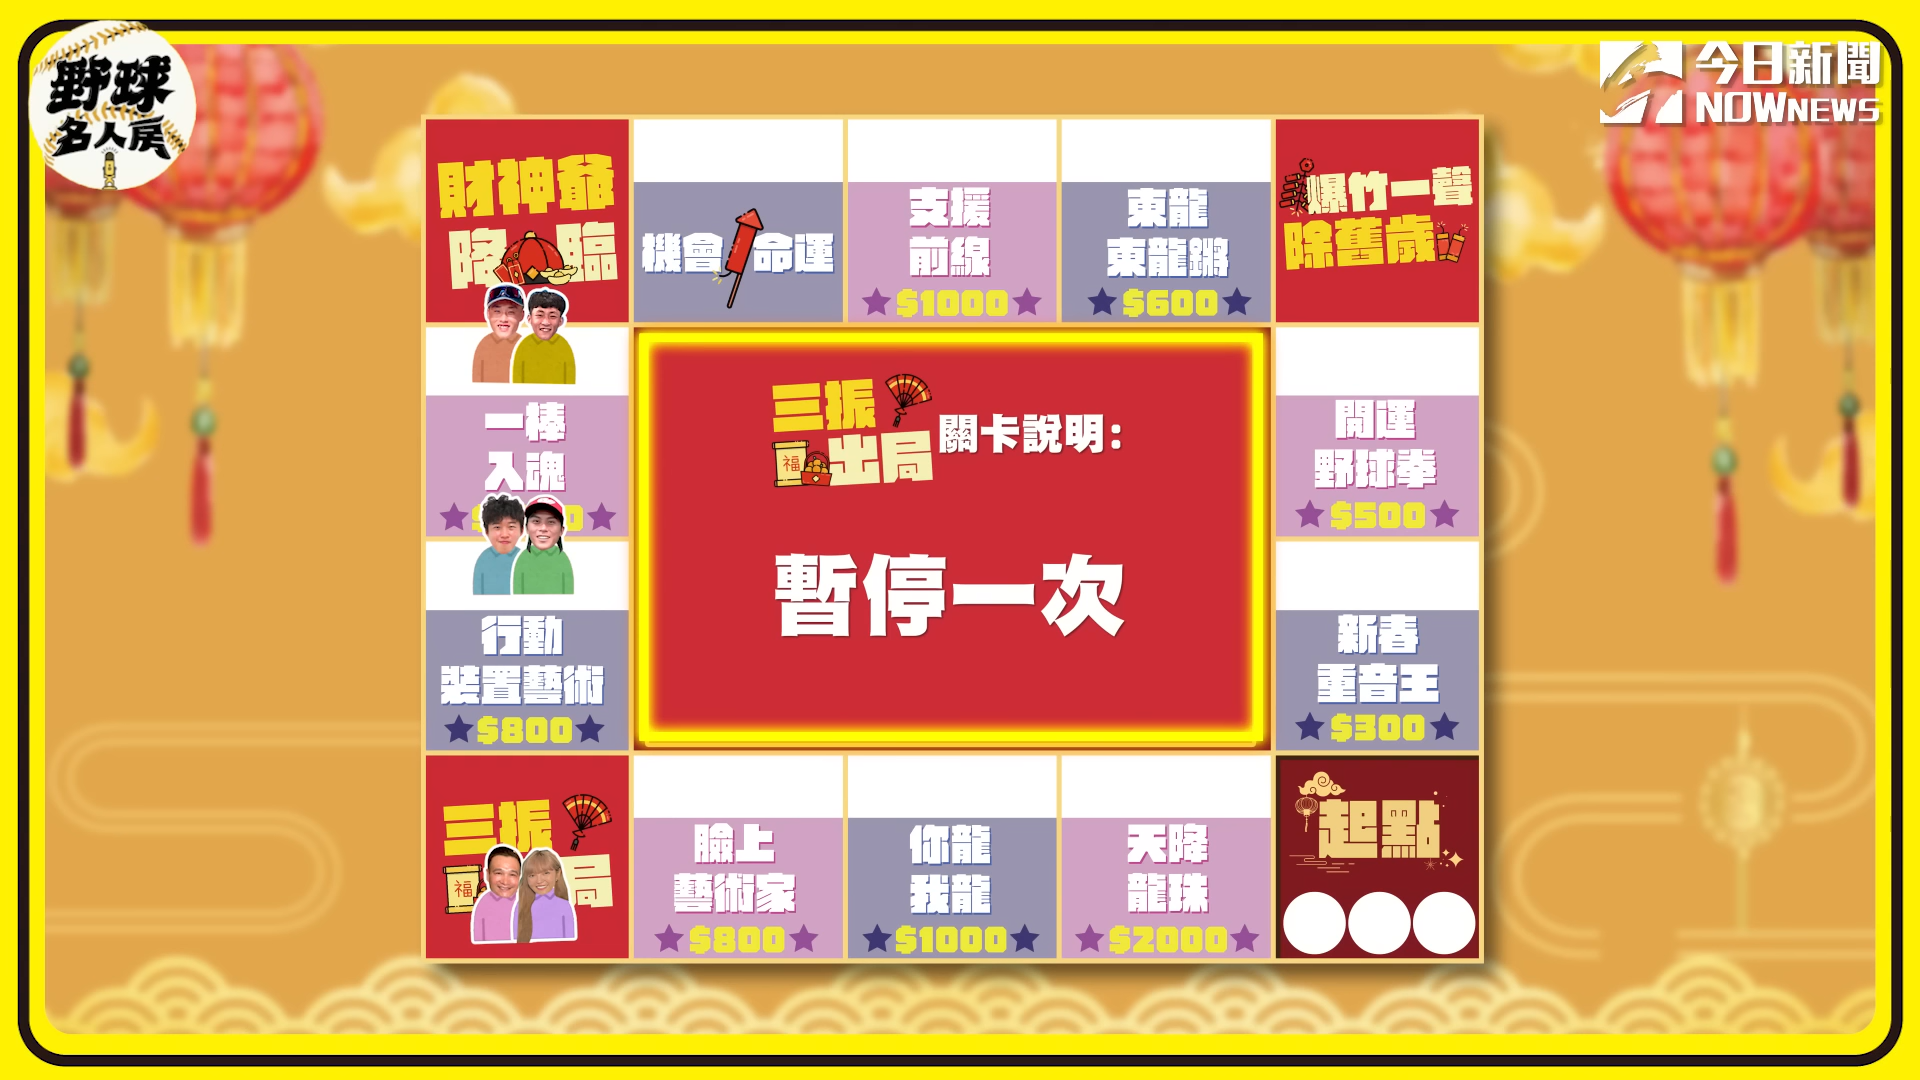 野球
名人房
今日新聞
NOWNEWS
財神爺
降臨
機會命運
支援
前線
$1000
東龍
東龍鏘
$600
爆竹一聲
除舊歲
一棒
入魂
三振
出局
福
關卡說明：
暫停一次
開運
野球拳
$500
行動
裝置藝術
$800
新春
重音王
$300
三振
局
福
臉上
藝術家
$800
你龍
我龍
$1000
天降
龍珠
$2000
起點